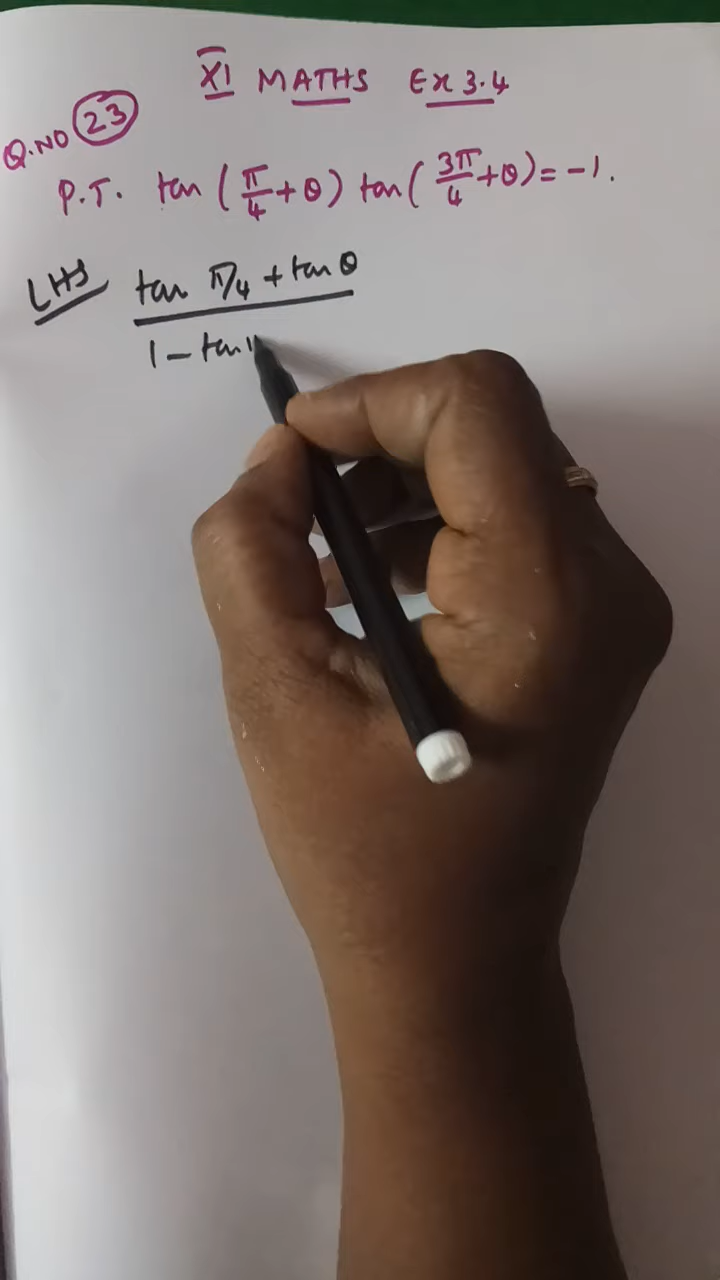 XI MATHS Ex 3.4
Q.NO 23
P.T. tan (π/4 + θ) tan (3π/4 + θ) = -1.
LHS tan π/4 + tan θ
1 - tan